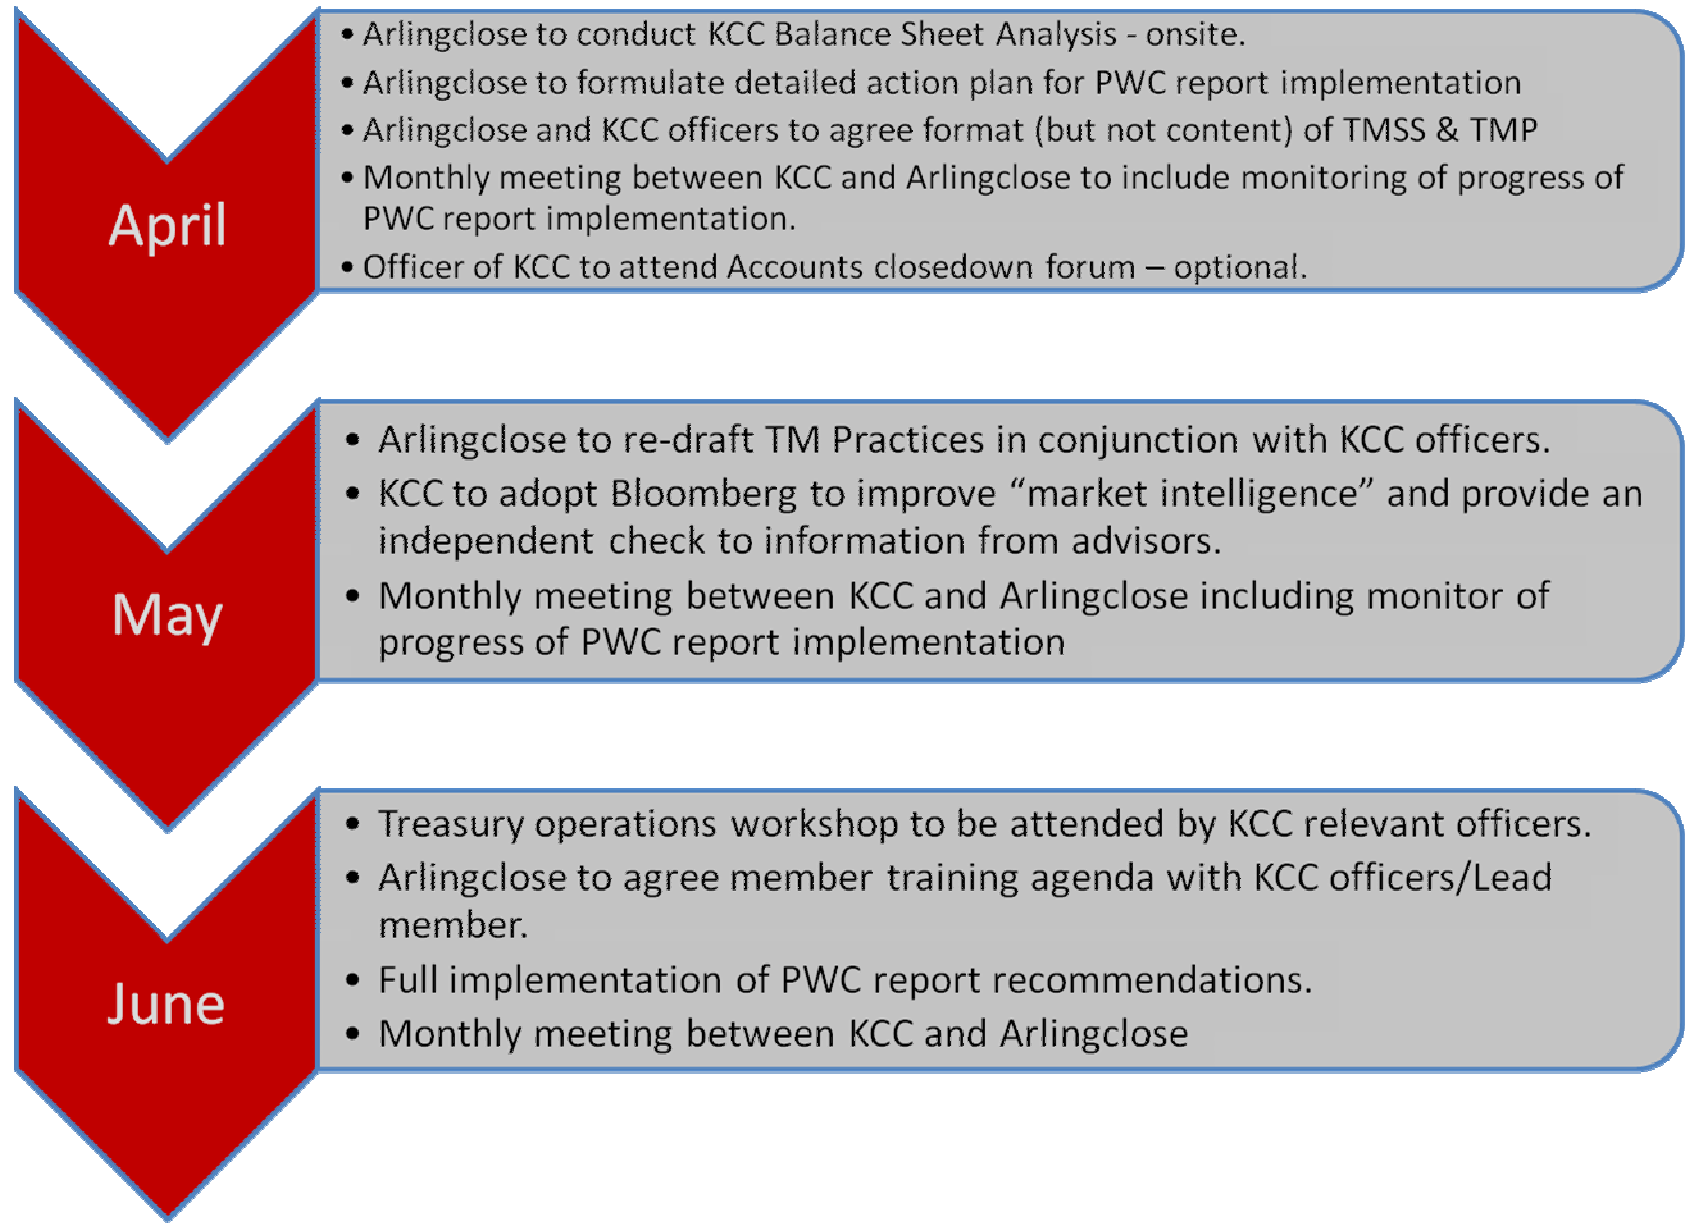 April
• Arlingclose to conduct KCC Balance Sheet Analysis - onsite.
• Arlingclose to formulate detailed action plan for PWC report implementation
• Arlingclose and KCC officers to agree format (but not content) of TMSS & TMP
• Monthly meeting between KCC and Arlingclose to include monitoring of progress of
PWC report implementation.
• Officer of KCC to attend Accounts closedown forum – optional.
May
• Arlingclose to re-draft TM Practices in conjunction with KCC officers.
• KCC to adopt Bloomberg to improve “market intelligence” and provide an
independent check to information from advisors.
• Monthly meeting between KCC and Arlingclose including monitor of
progress of PWC report implementation
June
• Treasury operations workshop to be attended by KCC relevant officers.
• Arlingclose to agree member training agenda with KCC officers/Lead
member.
• Full implementation of PWC report recommendations.
• Monthly meeting between KCC and Arlingclose